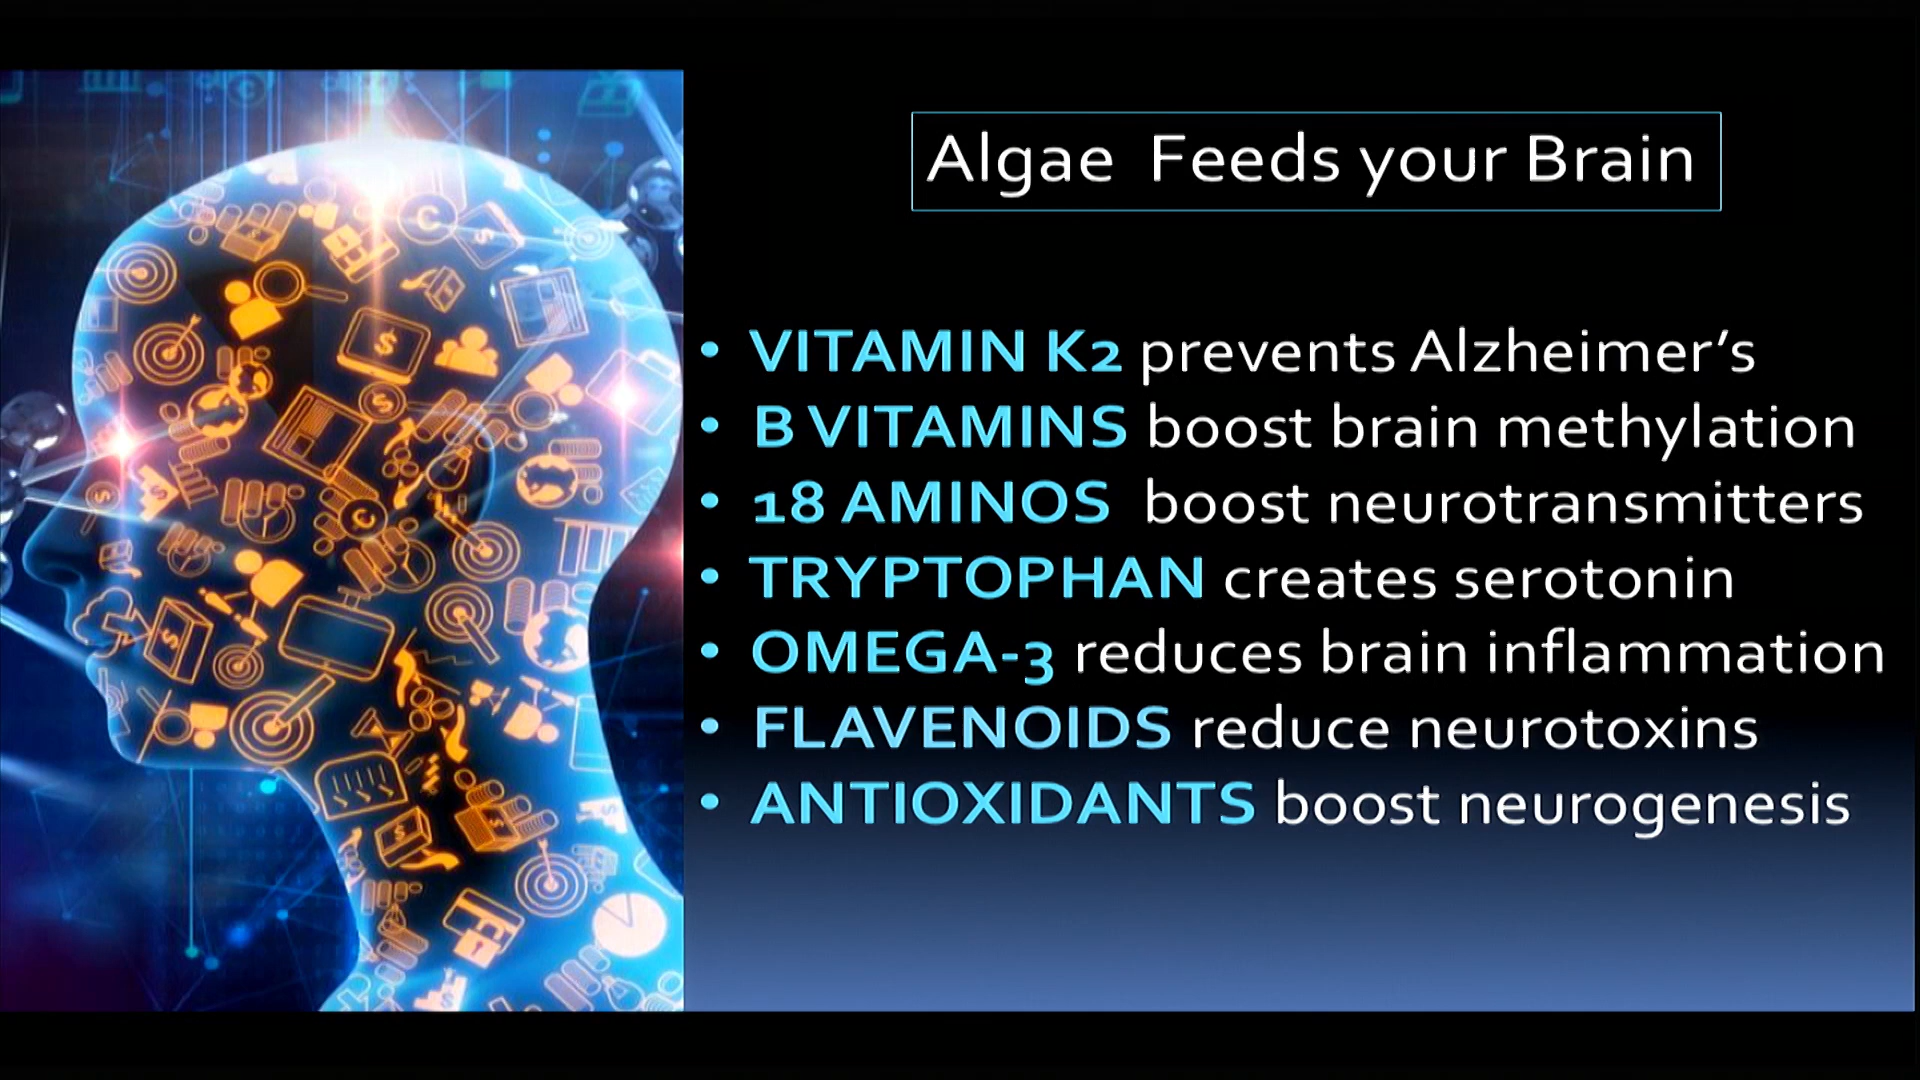 Algae Feeds your Brain
• VITAMIN K2 prevents Alzheimer’s
• B VITAMINS boost brain methylation
• 18 AMINOS boost neurotransmitters
• TRYPTOPHAN creates serotonin
• OMEGA-3 reduces brain inflammation
• FLAVENOIDS reduce neurotoxins
• ANTIOXIDANTS boost neurogenesis